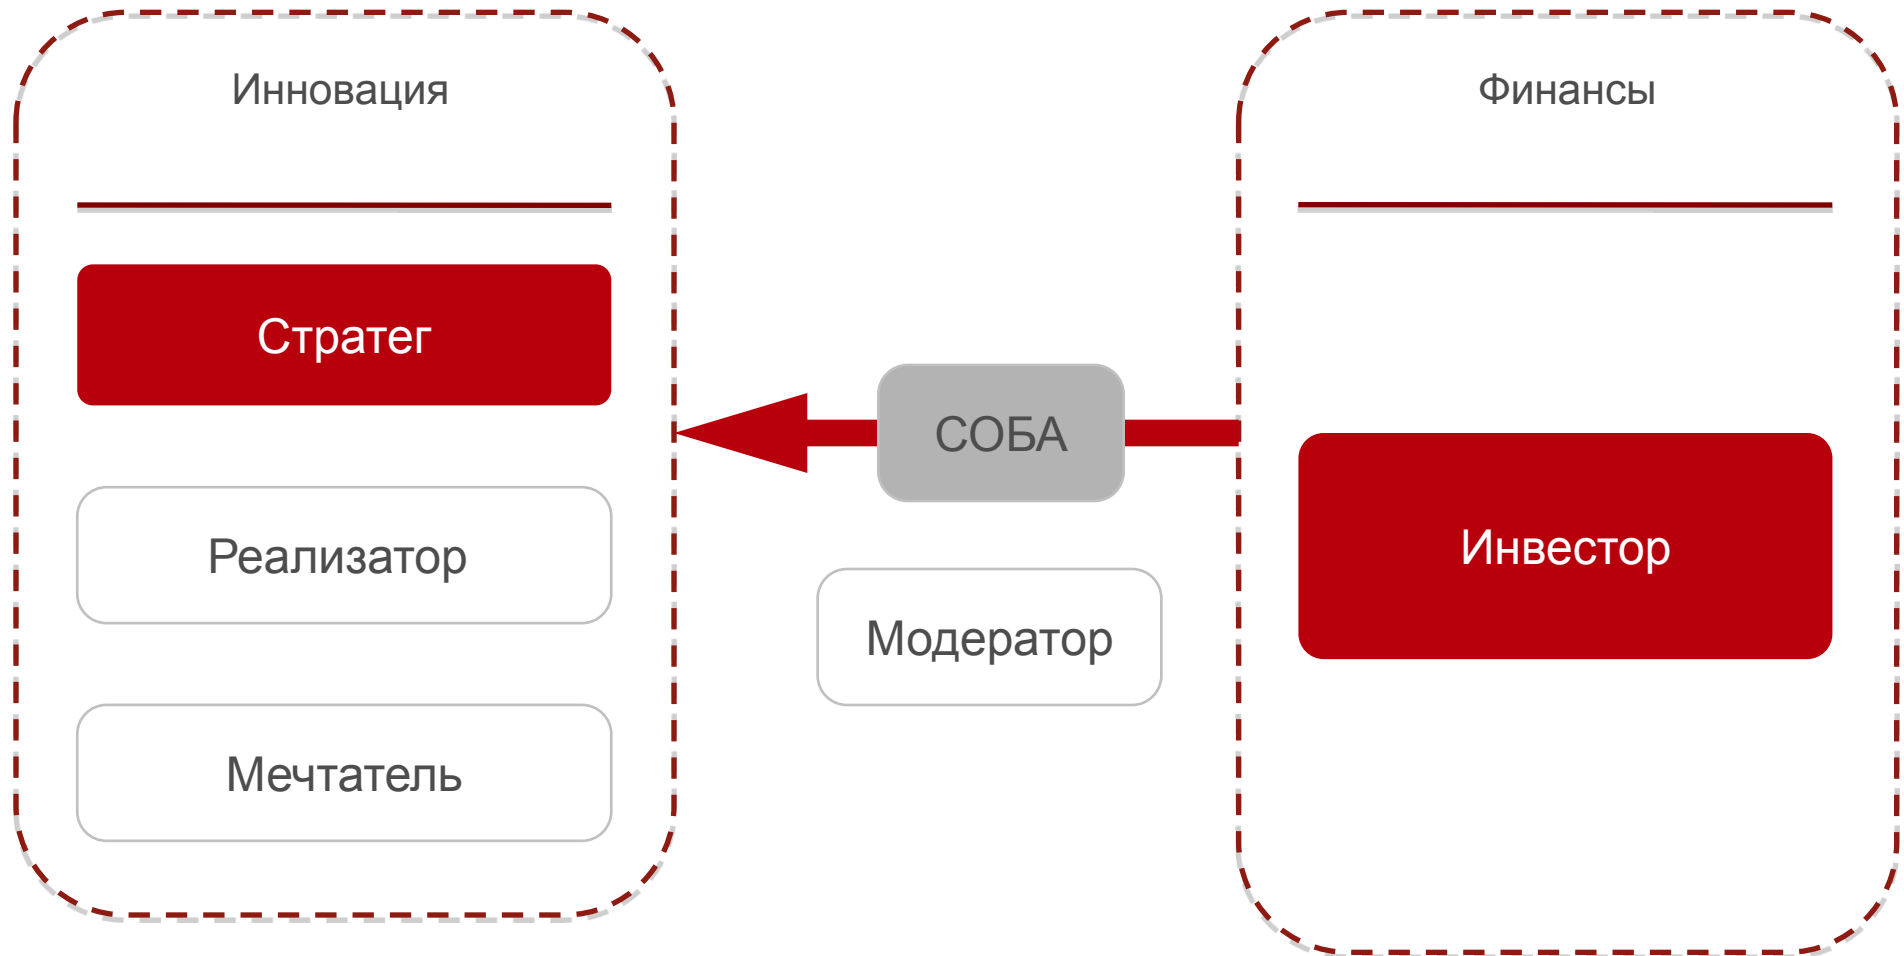 Инновация
Стратег
Реализатор
Мечтатель
СОБА
Модератор
Финансы
Инвестор